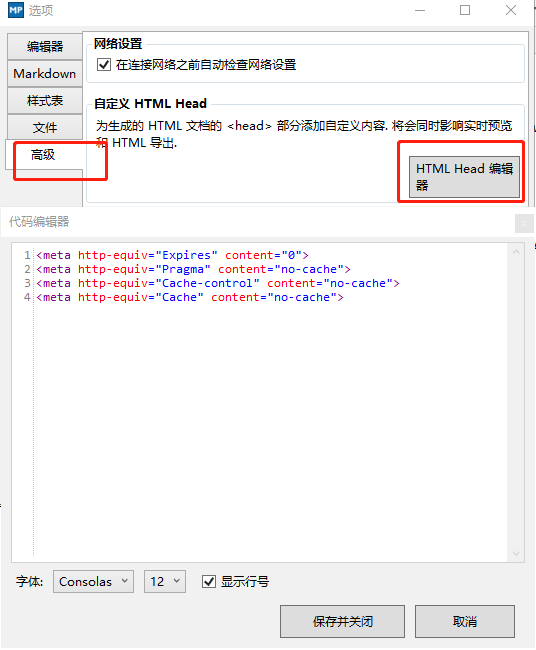 MP 选项
编辑器
Markdown
样式表
文件
高级
网络设置
在连接网络之前自动检查网络设置
自定义 HTML Head
为生成的 HTML 文档的 <head> 部分添加自定义内容. 将会同时影响实时预览
和 HTML 导出.
HTML Head 编辑
器
代码编辑器
1 <meta http-equiv="Expires" content="0">
2 <meta http-equiv="Pragma" content="no-cache">
3 <meta http-equiv="Cache-control" content="no-cache">
4 <meta http-equiv="Cache" content="no-cache">
字体: Consolas 12 显示行号
保存并关闭 取消